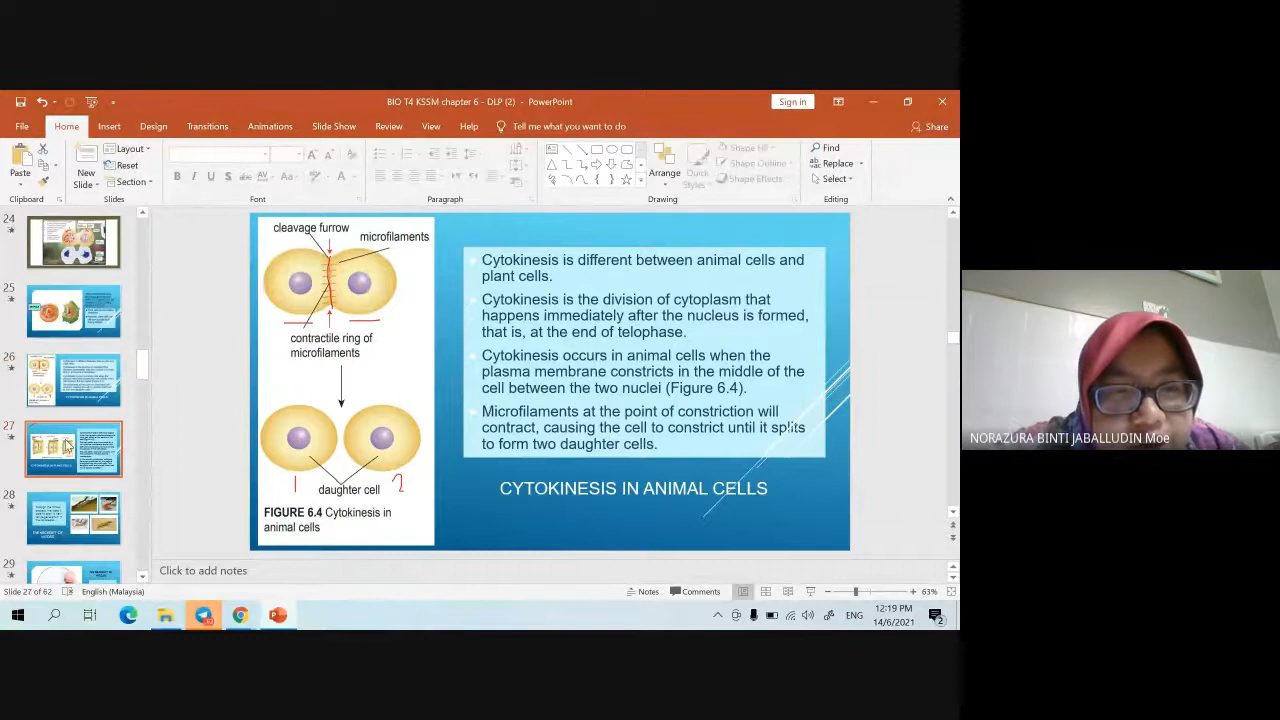 BIO T4 KSSM chapter 6 - DLP (2) - PowerPoint
Sign in
File Home Insert Design Transitions Animations Slide Show Review View Help Tell me what you want to do Share
Paste
New
Slide
Layout
Reset
Section
Arrange
Quick
Styles
Shape Fill
Shape Outline
Shape Effects
Find
Replace
Select
Clipboard Slides Font Paragraph Drawing Editing
24
25
26
27
28
29
cleavage furrow
microfilaments
contractile ring of
microfilaments
1 2
daughter cell
FIGURE 6.4 Cytokinesis in
animal cells
Cytokinesis is different between animal cells and
plant cells.
Cytokinesis is the division of cytoplasm that
happens immediately after the nucleus is formed,
that is, at the end of telophase.
Cytokinesis occurs in animal cells when the
plasma membrane constricts in the middle of the
cell between the two nuclei (Figure 6.4).
Microfilaments at the point of constriction will
contract, causing the cell to constrict until it splits
to form two daughter cells.
CYTOKINESIS IN ANIMAL CELLS
NORAZURA BINTI JABALLUDIN Moe
Click to add notes
Slide 27 of 62 English (Malaysia) Notes Comments 63%
ENG
12:19 PM
14/6/2021
2